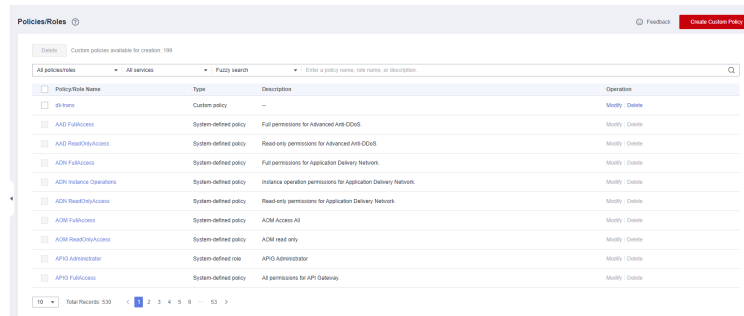 Policies/Roles
Feedback
Create Custom Policy
Delete Custom policies available for creation: 199
All policies/roles All services Fuzzy search Enter a policy name, role name, or description.
Policy/Role Name Type Description Operation
dl-trans Custom policy -- Modify | Delete
AAD FullAccess System-defined policy Full permissions for Advanced Anti-DDoS. Modify | Delete
AAD ReadOnlyAccess System-defined policy Read-only permissions for Advanced Anti-DDoS. Modify | Delete
ADN FullAccess System-defined policy Full permissions for Application Delivery Network. Modify | Delete
ADN Instance Operations System-defined policy Instance operation permissions for Application Delivery Network. Modify | Delete
ADN ReadOnlyAccess System-defined policy Read-only permissions for Application Delivery Network. Modify | Delete
AOM FullAccess System-defined policy AOM Access All Modify | Delete
AOM ReadOnlyAccess System-defined policy AOM read only Modify | Delete
APIG Administrator System-defined role APIG Administrator Modify | Delete
APIG FullAccess System-defined policy All permissions for API Gateway. Modify | Delete
10 Total Records: 530 < 1 2 3 4 5 6 ··· 53 >